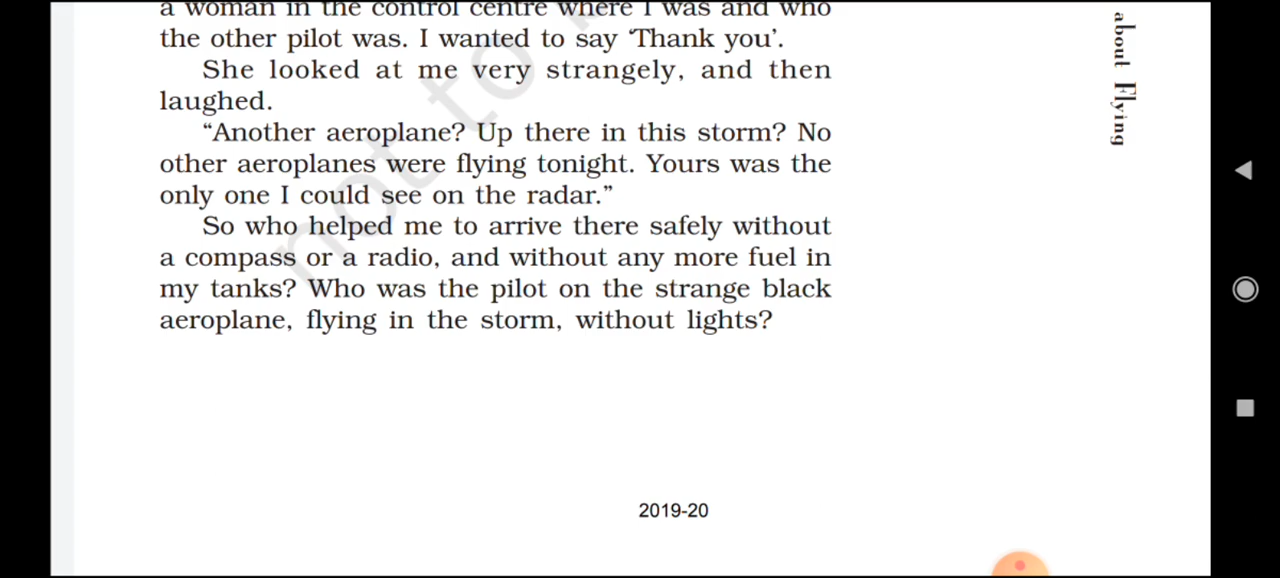 a woman in the control centre where I was and who
the other pilot was. I wanted to say ‘Thank you’.
She looked at me very strangely, and then
laughed.
“Another aeroplane? Up there in this storm? No
other aeroplanes were flying tonight. Yours was the
only one I could see on the radar.”
So who helped me to arrive there safely without
a compass or a radio, and without any more fuel in
my tanks? Who was the pilot on the strange black
aeroplane, flying in the storm, without lights?
about Flying
not to
2019-20